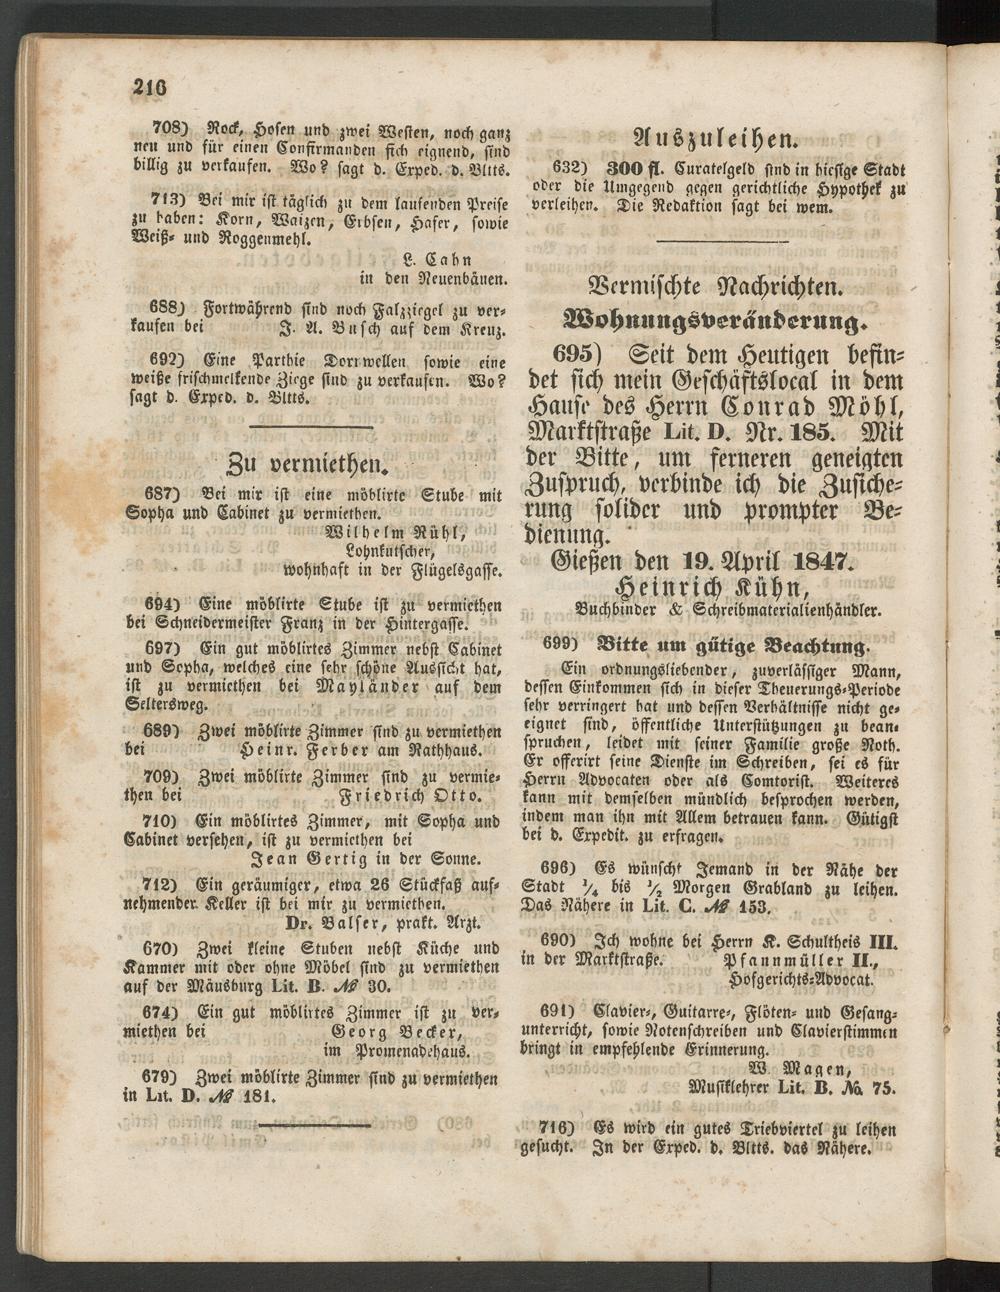 216
708) Rock, Hosen und zwei Westen, noch ganz
neu und für einen Confirmanden sich eignend, sind
billig zu verkaufen. Wo? sagt d. Exped. d. Bltts.
713) Bei mir ist täglich zu dem laufenden Preise
zu haben: Korn, Waizen, Erbsen, Hafer, sowie
Weiß- und Roggenmehl.
L. Cahn
in den Neuenbäuen.
688) Fortwährend sind noch Falzziegel zu ver-
kaufen bei J. A. Busch auf dem Kreuz.
692) Eine Parthie Dornwellen sowie eine
weiße frischmelkende Ziege sind zu verkaufen. Wo?
sagt d. Exped. d. Bltts.
Zu vermiethen.
687) Bei mir ist eine möblirte Stube mit
Sopha und Cabinet zu vermiethen.
Wilhelm Rühl,
Lohnkutscher,
wohnhaft in der Flügelsgasse.
694) Eine möblirte Stube ist zu vermiethen
bei Schneidermeister Franz in der Hintergasse.
697) Ein gut möblirtes Zimmer nebst Cabinet
und Sopha, welches eine sehr schöne Aussicht hat,
ist zu vermiethen bei Mayländer auf dem
Seltersweg.
689) Zwei möblirte Zimmer sind zu vermiethen
bei Heinr. Ferber am Rathhaus.
709) Zwei möblirte Zimmer sind zu vermie-
then bei Friedrich Otto.
710) Ein möblirtes Zimmer, mit Sopha und
Cabinet versehen, ist zu vermiethen bei
Jean Gertig in der Sonne.
712) Ein geräumiger, etwa 26 Stückfaß auf-
nehmender Keller ist bei mir zu vermiethen.
Dr. Balser, prakt. Arzt.
670) Zwei kleine Stuben nebst Küche und
Kammer mit oder ohne Möbel sind zu vermiethen
auf der Mäusburg Lit. B. № 30.
674) Ein gut möblirtes Zimmer ist zu ver-
miethen bei Georg Becker,
im Promenadehaus.
679) Zwei möblirte Zimmer sind zu vermiethen
in Lit. D. № 181.
Auszuleihen.
632) 300 fl. Curatelgeld sind in hiesige Stadt
oder die Umgegend gegen gerichtliche Hypothek zu
verleihen. Die Redaktion sagt bei wem.
Vermischte Nachrichten.
Wohnungsveränderung.
695) Seit dem Heutigen befin-
det sich mein Geschäftslocal in dem
Hause des Herrn Conrad Möhl,
Marktstraße Lit. D. Nr. 185. Mit
der Bitte, um ferneren geneigten
Zuspruch, verbinde ich die Zusiche-
rung solider und prompter Be-
dienung.
Gießen den 19. April 1847.
Heinrich Kühn,
Buchbinder & Schreibmaterialienhändler.
699) Bitte um gütige Beachtung.
Ein ordnungsliebender, zuverlässiger Mann,
dessen Einkommen sich in dieser Theuerungs-Periode
sehr verringert hat und dessen Verhältnisse nicht ge-
eignet sind, öffentliche Unterstützungen zu bean-
spruchen, leidet mit seiner Familie große Noth.
Er offerirt seine Dienste im Schreiben, sei es für
Herrn Advocaten oder als Comtorist. Weiteres
kann mit demselben mündlich besprochen werden,
indem man ihn mit Allem betrauen kann. Gütigst
bei d. Expedit. zu erfragen.
696) Es wünscht Jemand in der Nähe der
Stadt ¼ bis ½ Morgen Grabland zu leihen.
Das Nähere in Lit. C. № 153.
690) Ich wohne bei Herrn K. Schultheis III.
in der Marktstraße. Pfannmüller II.,
Hofgerichts-Advocat.
691) Clavier-, Guitarre-, Flöten- und Gesang-
unterricht, sowie Notenschreiben und Clavierstimmen
bringt in empfehlende Erinnerung.
W. Magen,
Musiklehrer Lit. B. No. 75.
716) Es wird ein gutes Triebviertel zu leihen
gesucht. In der Exped. d. Bltts. das Nähere.